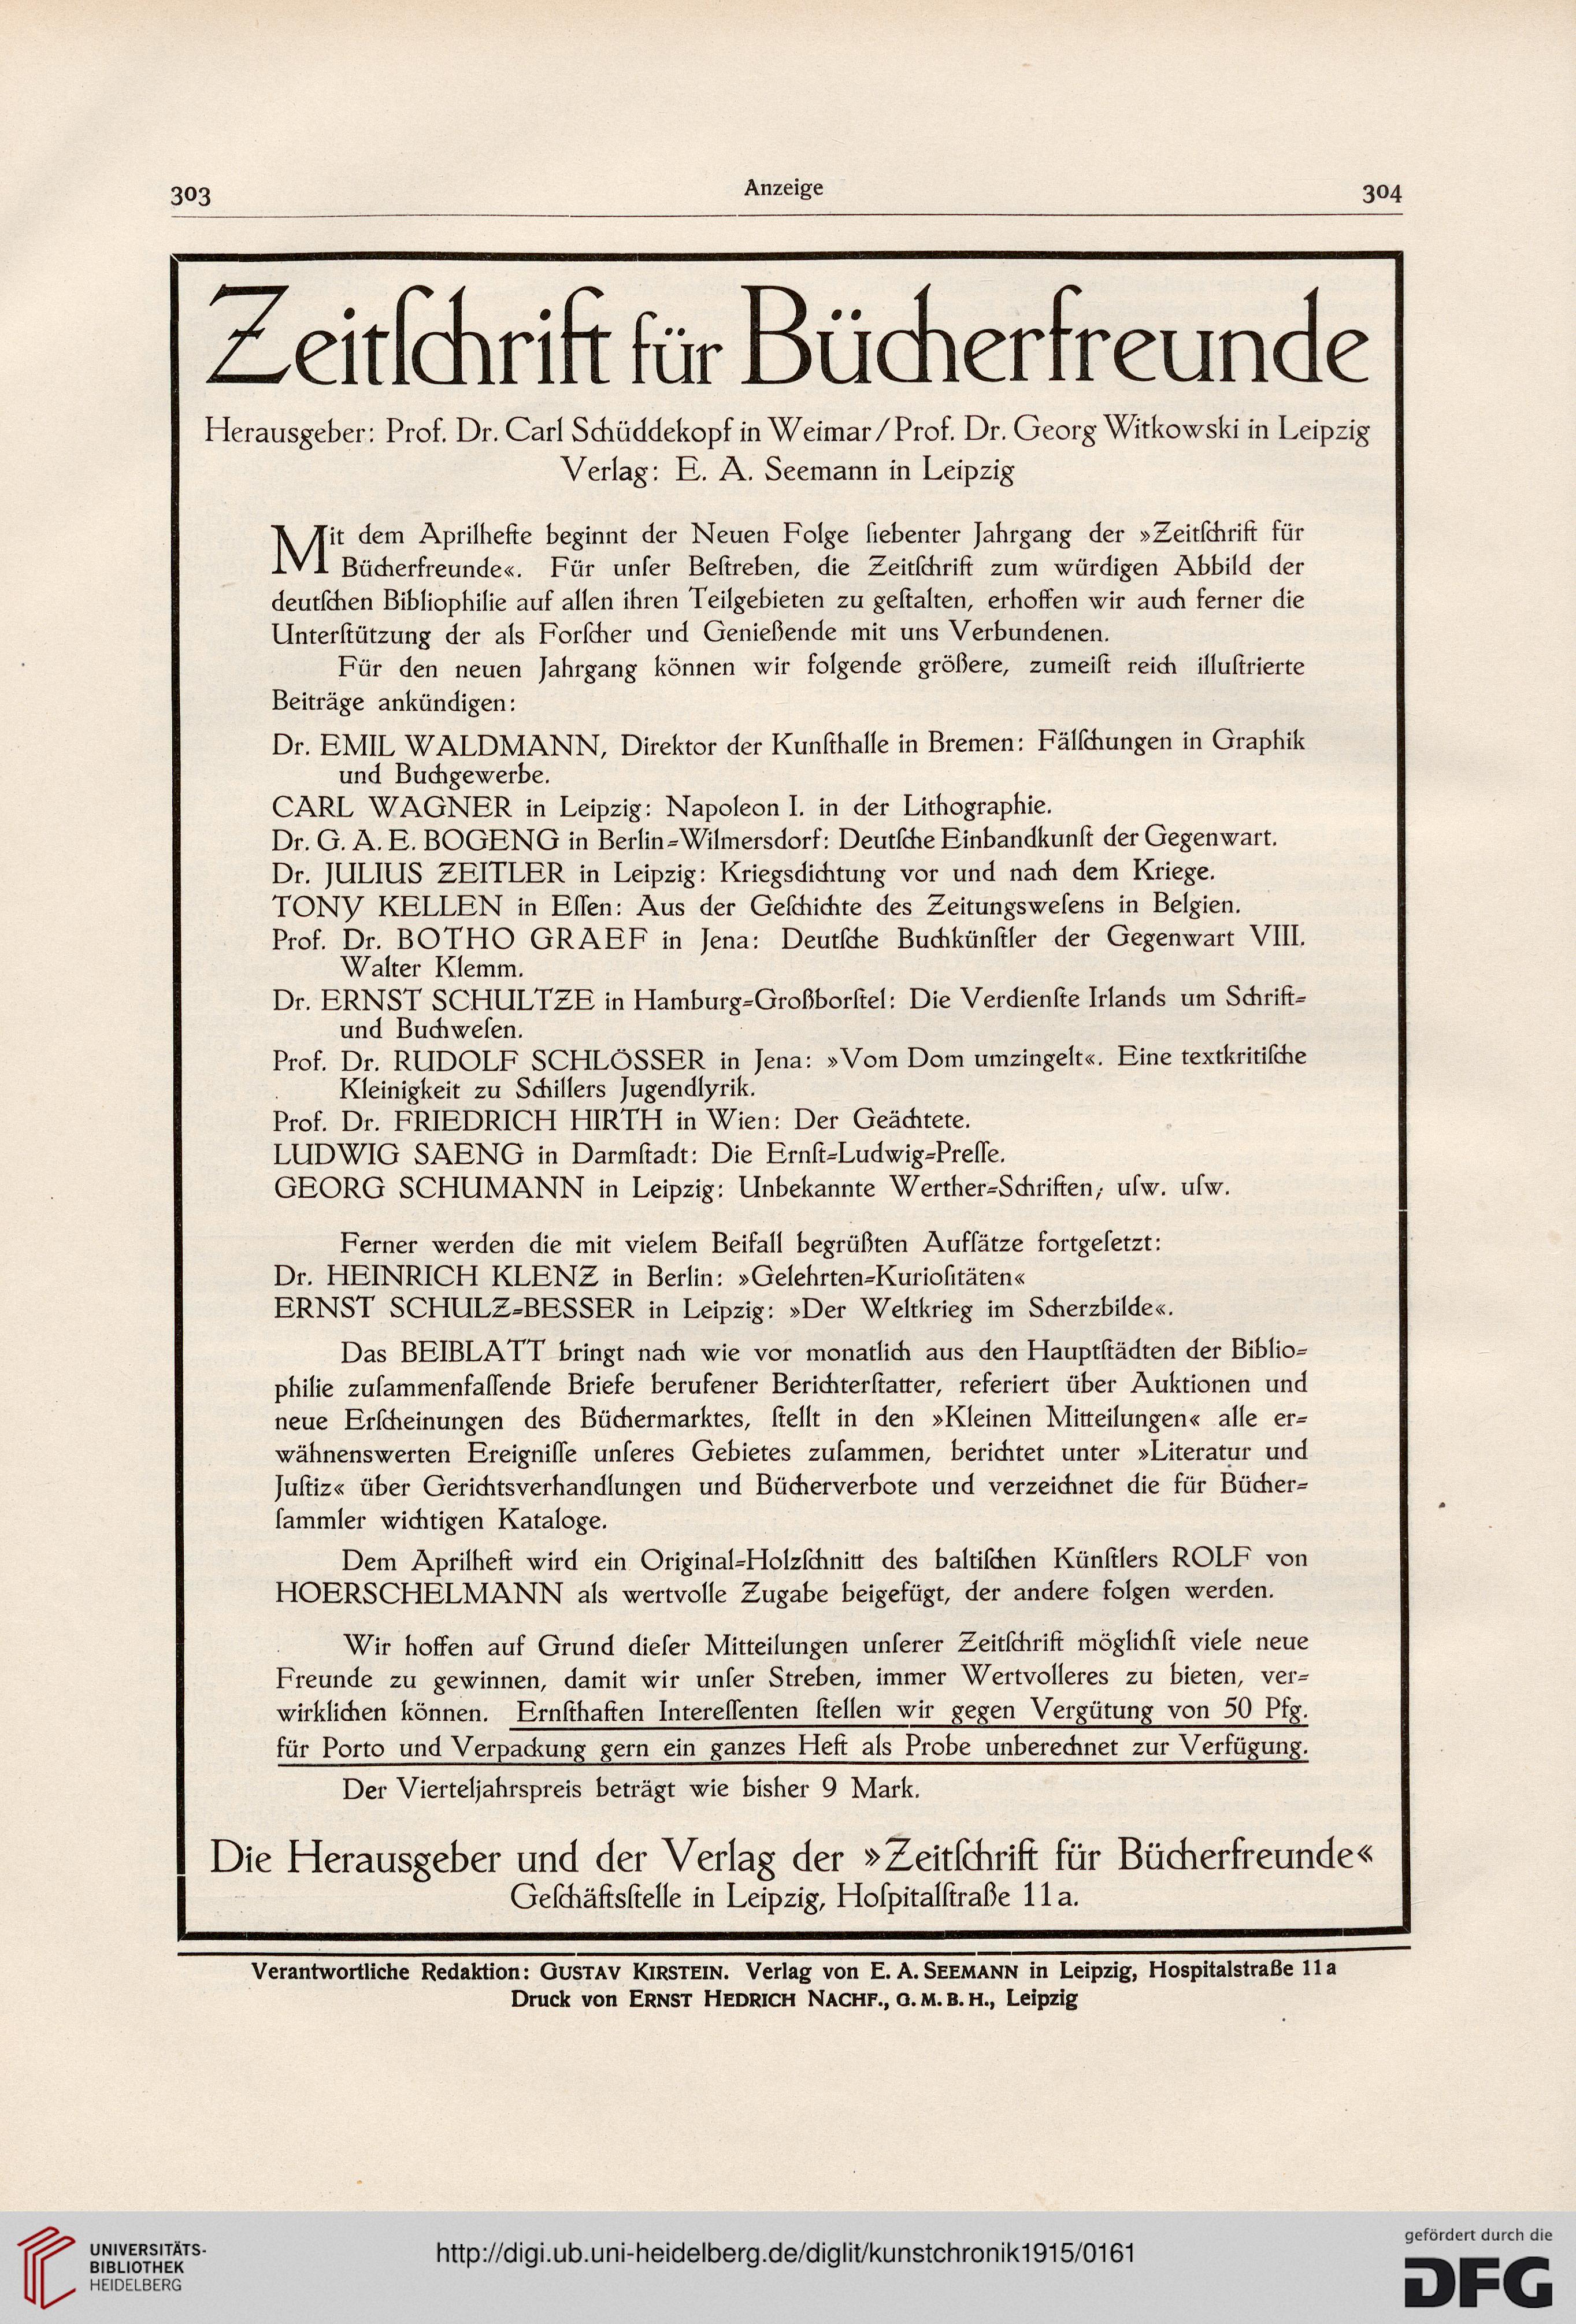 303
Anzeige
304
Zeitſchrift für Bücherfreunde
Herausgeber: Prof. Dr. Carl Schüddekopf in Weimar / Prof. Dr. Georg Witkowski in Leipzig
Verlag: E. A. Seemann in Leipzig
Mit dem Aprilhefte beginnt der Neuen Folge ſiebenter Jahrgang der »Zeitſchrift für
Bücherfreunde«. Für unſer Beſtreben, die Zeitſchrift zum würdigen Abbild der
deutſchen Bibliophilie auf allen ihren Teilgebieten zu geſtalten, erhoffen wir auch ferner die
Unterſtützung der als Forſcher und Genießende mit uns Verbundenen.
Für den neuen Jahrgang können wir folgende größere, zumeiſt reich illuſtrierte
Beiträge ankündigen:
Dr. EMIL WALDMANN, Direktor der Kunſthalle in Bremen: Fälſchungen in Graphik
und Buchgewerbe.
CARL WAGNER in Leipzig: Napoleon I. in der Lithographie.
Dr. G. A. E. BOGENG in Berlin-Wilmersdorf: Deutſche Einbandkunſt der Gegenwart.
Dr. JULIUS ZEITLER in Leipzig: Kriegsdichtung vor und nach dem Kriege.
TONY KELLEN in Eſſen: Aus der Geſchichte des Zeitungsweſens in Belgien.
Prof. Dr. BOTHO GRAEF in Jena: Deutſche Buchkünſtler der Gegenwart VIII.
Walter Klemm.
Dr. ERNST SCHULTZE in Hamburg-Großborſtel: Die Verdienſte Irlands um Schrift-
und Buchweſen.
Prof. Dr. RUDOLF SCHLÖSSER in Jena: »Vom Dom umzingelt«. Eine textkritiſche
Kleinigkeit zu Schillers Jugendlyrik.
Prof. Dr. FRIEDRICH HIRTH in Wien: Der Geächtete.
LUDWIG SAENG in Darmſtadt: Die Ernſt-Ludwig-Preſſe.
GEORG SCHUMANN in Leipzig: Unbekannte Werther-Schriften; uſw. uſw.
Ferner werden die mit vielem Beifall begrüßten Aufſätze fortgeſetzt:
Dr. HEINRICH KLENZ in Berlin: »Gelehrten-Kurioſitäten«
ERNST SCHULZ-BESSER in Leipzig: »Der Weltkrieg im Scherzbilde«.
Das BEIBLATT bringt nach wie vor monatlich aus den Hauptſtädten der Biblio-
philie zuſammenfaſſende Briefe berufener Berichterſtatter, referiert über Auktionen und
neue Erſcheinungen des Büchermarktes, ſtellt in den »Kleinen Mitteilungen« alle er-
wähnenswerten Ereigniſſe unſeres Gebietes zuſammen, berichtet unter »Literatur und
Juſtiz« über Gerichtsverhandlungen und Bücherverbote und verzeichnet die für Bücher-
ſammler wichtigen Kataloge.
Dem Aprilheft wird ein Original-Holzſchnitt des baltiſchen Künſtlers ROLF von
HOERSCHELMANN als wertvolle Zugabe beigefügt, der andere folgen werden.
Wir hoffen auf Grund dieſer Mitteilungen unſerer Zeitſchrift möglichſt viele neue
Freunde zu gewinnen, damit wir unſer Streben, immer Wertvolleres zu bieten, ver-
wirklichen können. Ernſthaften Intereſſenten ſtellen wir gegen Vergütung von 50 Pfg.
für Porto und Verpackung gern ein ganzes Heft als Probe unberechnet zur Verfügung.
Der Vierteljahrspreis beträgt wie bisher 9 Mark.
Die Herausgeber und der Verlag der »Zeitſchrift für Bücherfreunde«
Geſchäftsſtelle in Leipzig, Hoſpitalſtraße 11a.
Verantwortliche Redaktion: GUSTAV KIRSTEIN. Verlag von E. A. SEEMANN in Leipzig, Hospitalstraße 11a
Druck von ERNST HEDRICH NACHF., G. M. B. H., Leipzig
UNIVERSITÄTS-
BIBLIOTHEK
HEIDELBERG
http://digi.ub.uni-heidelberg.de/diglit/kunstchronik1915/0161
gefördert durch die
DFG